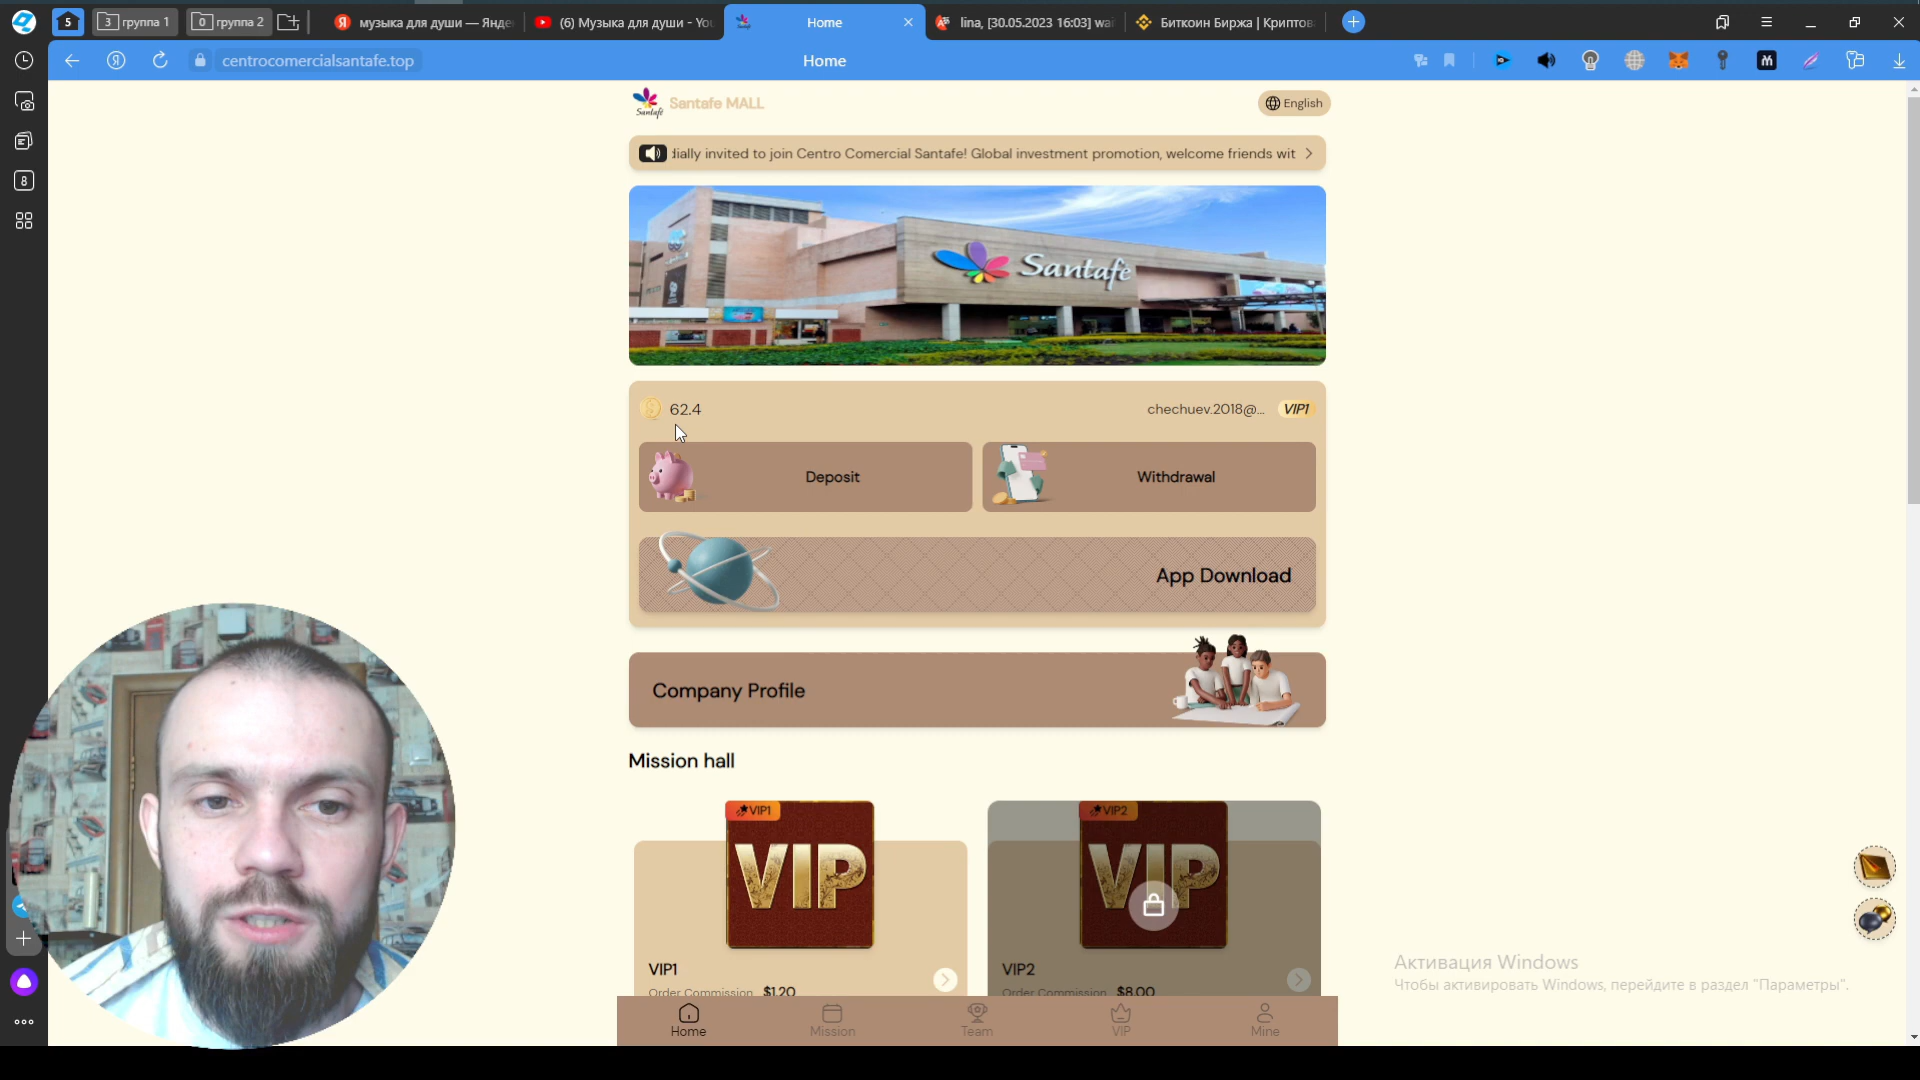 5
3 группа 1
0 группа 2
музыка для души — Янде
(6) Музыка для души - You
Home
lina, [30.05.2023 16:03] wai
Биткоин Биржа | Криптов
centrocomercialsantafe.top
Home
8
Santafe
Santafe MALL
English
dially invited to join Centro Comercial Santafe! Global investment promotion, welcome friends wit
Santafé
62.4
chechuev.2018@...
VIP1
Deposit
Withdrawal
App Download
Company Profile
Mission hall
VIP1
VIP
VIP2
VIP
VIP1
Order Commission $1.20
VIP2
Order Commission $8.00
Активация Windows
Чтобы активировать Windows, перейдите в раздел "Параметры".
Home
Mission
Team
VIP
Mine